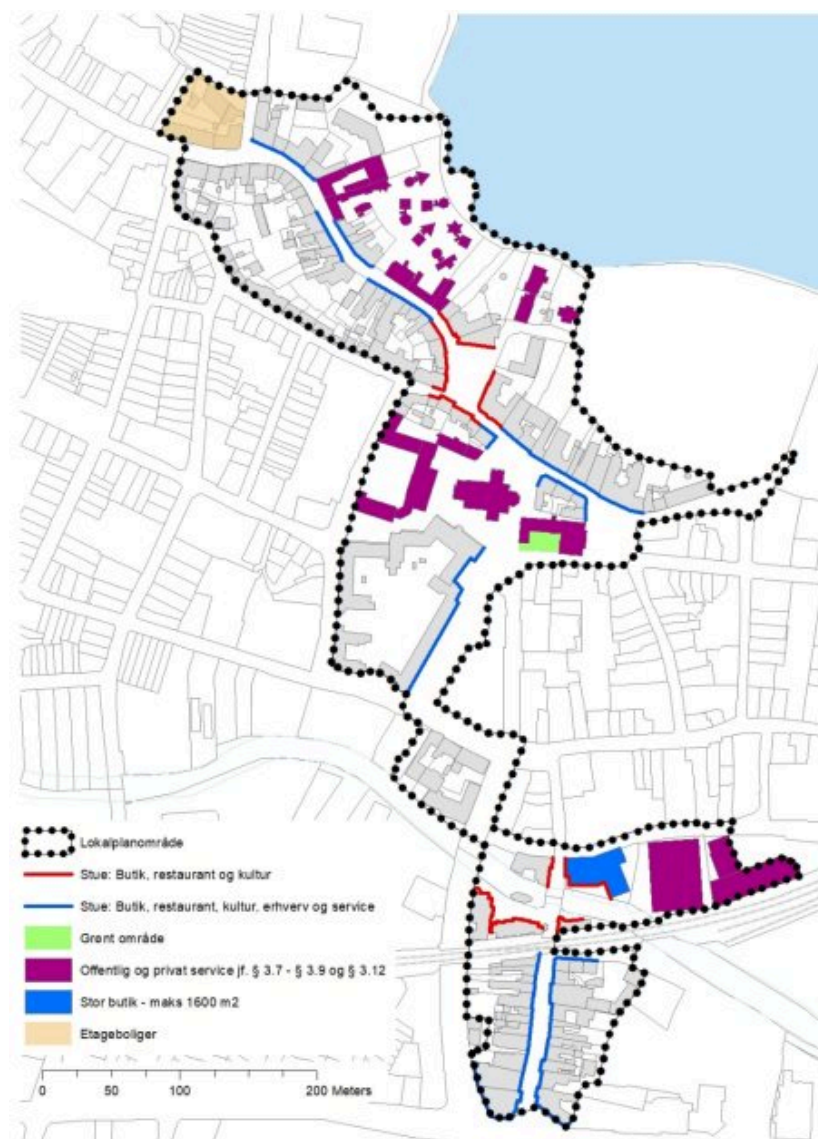 Lokalplanområde
Stue: Butik, restaurant og kultur
Stue: Butik, restaurant, kultur, erhverv og service
Grønt område
Offentlig og privat service jf. § 3.7 - § 3.9 og § 3.12
Stor butik - maks 1600 m2
Etageboliger
0 50 100 200 Meters